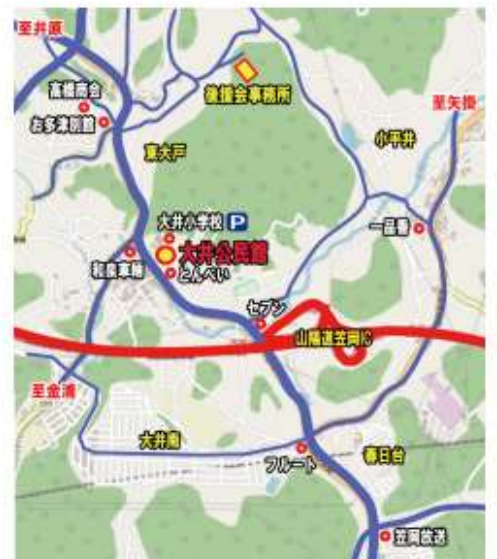 至井原
高橋商会
お多津別館
後援会事務所
至矢掛
東大戸
小平井
大井小学校 P
一品香
大井公民館
和泉車輌
とんぺい
セブン
山陽道笠岡IC
至金浦
大井南
フルート
春日台
笠岡放送